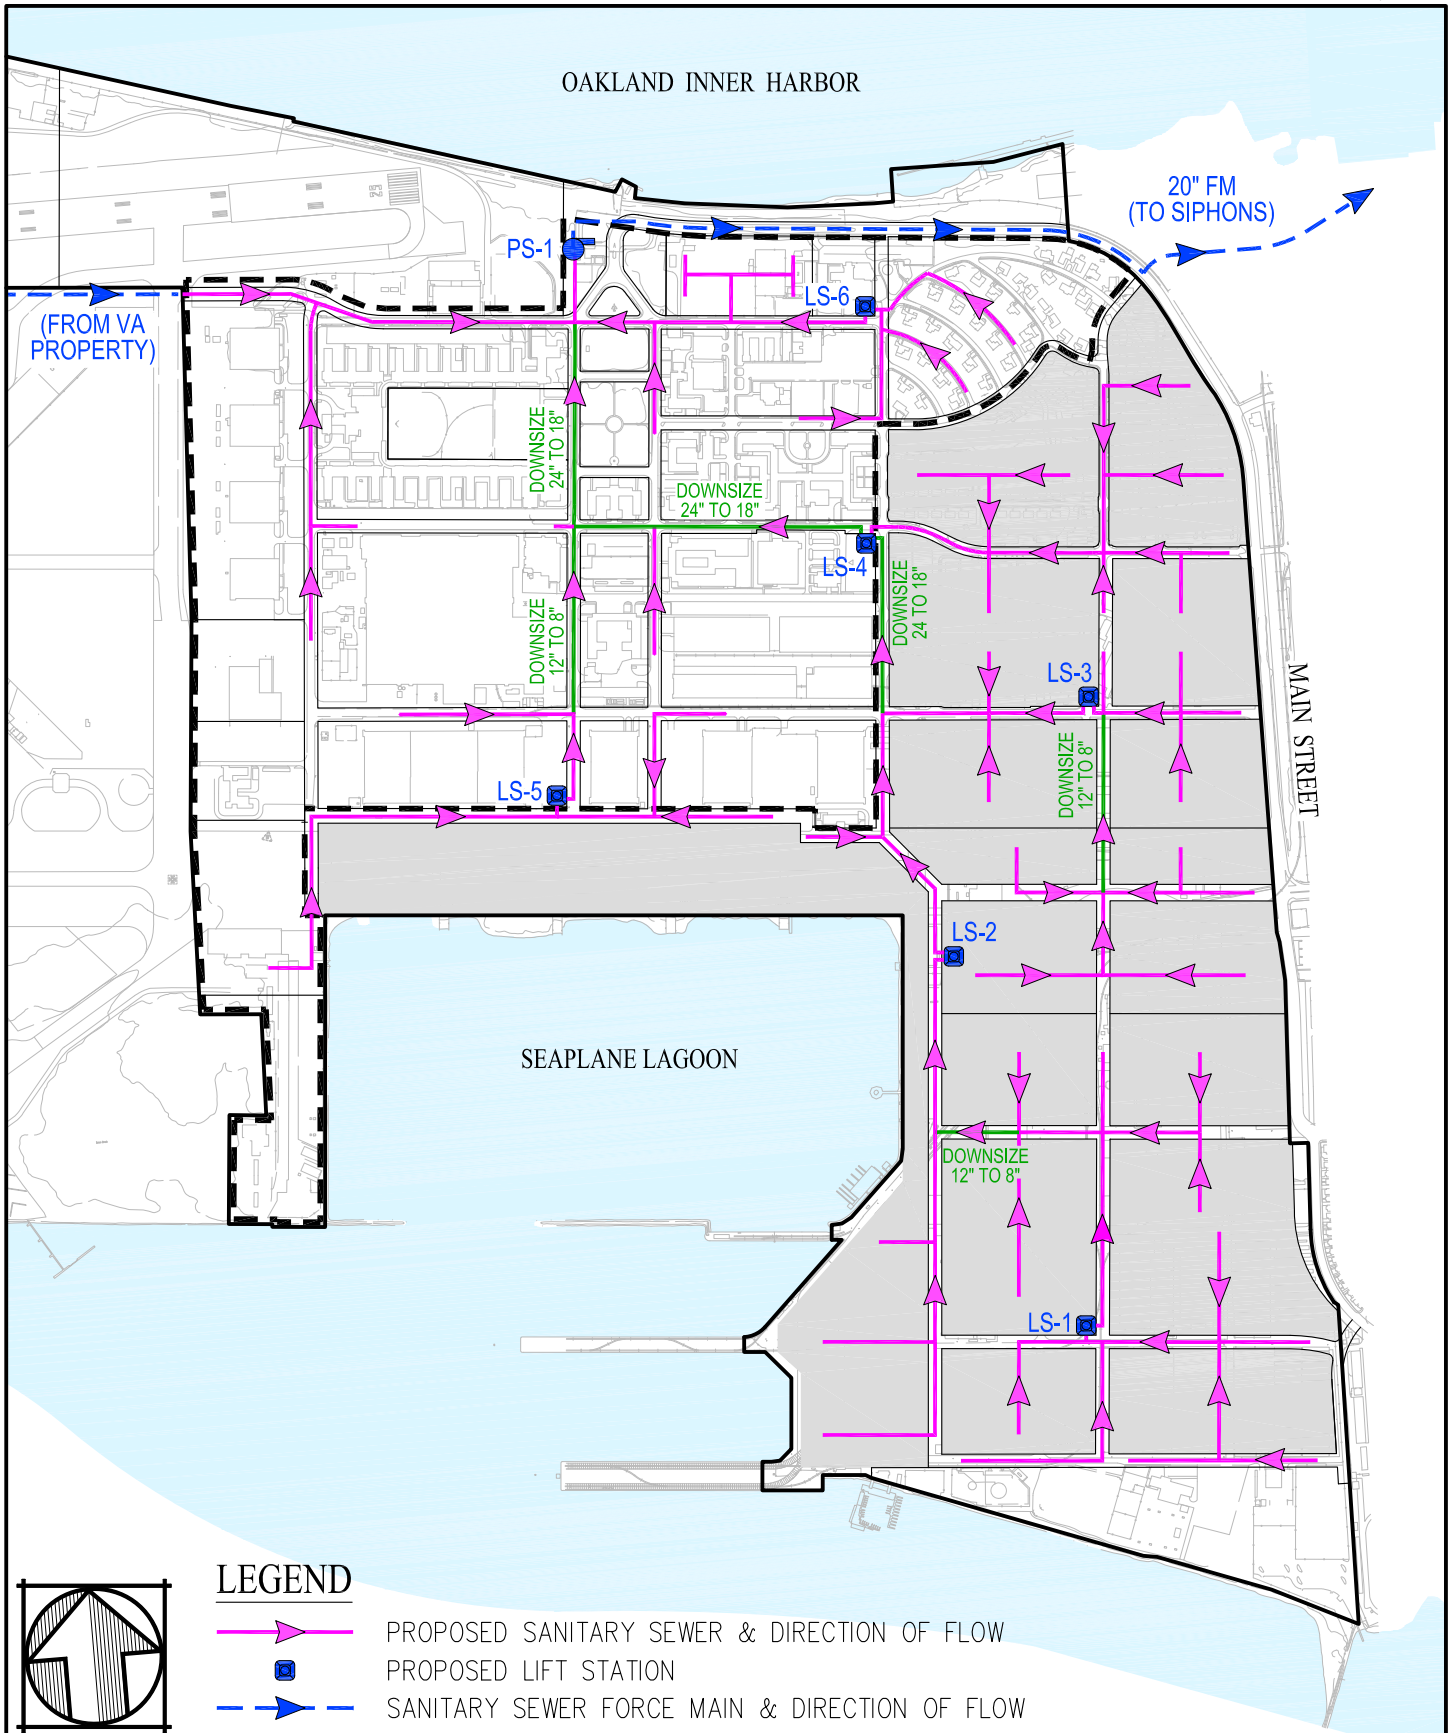 OAKLAND INNER HARBOR
20" FM
(TO SIPHONS)
PS-1
LS-6
(FROM VA
PROPERTY)
DOWNSIZE
24" TO 18"
DOWNSIZE
24" TO 18"
LS-4
DOWNSIZE
24 TO 18"
DOWNSIZE
12" TO 8"
LS-3
MAIN STREET
DOWNSIZE
12" TO 8"
LS-5
LS-2
SEAPLANE LAGOON
DOWNSIZE
12" TO 8"
LS-1
LEGEND
PROPOSED SANITARY SEWER & DIRECTION OF FLOW
PROPOSED LIFT STATION
SANITARY SEWER FORCE MAIN & DIRECTION OF FLOW